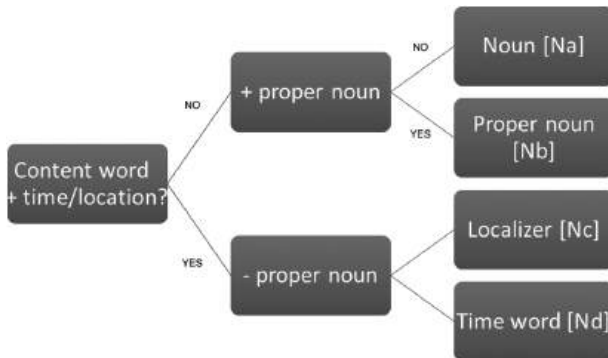 Content word
+ time/location?
NO
YES
+ proper noun
- proper noun
NO
YES
Noun [Na]
Proper noun
[Nb]
Localizer [Nc]
Time word [Nd]